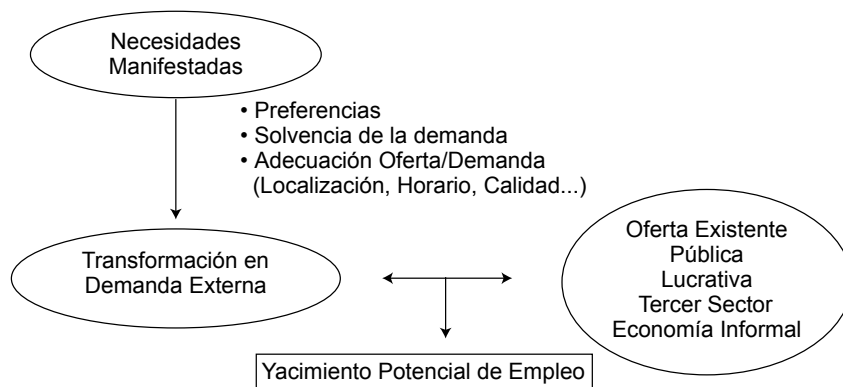 Necesidades
Manifestadas
• Preferencias
• Solvencia de la demanda
• Adecuación Oferta/Demanda
(Localización, Horario, Calidad...)
Transformación en
Demanda Externa
Oferta Existente
Pública
Lucrativa
Tercer Sector
Economía Informal
Yacimiento Potencial de Empleo